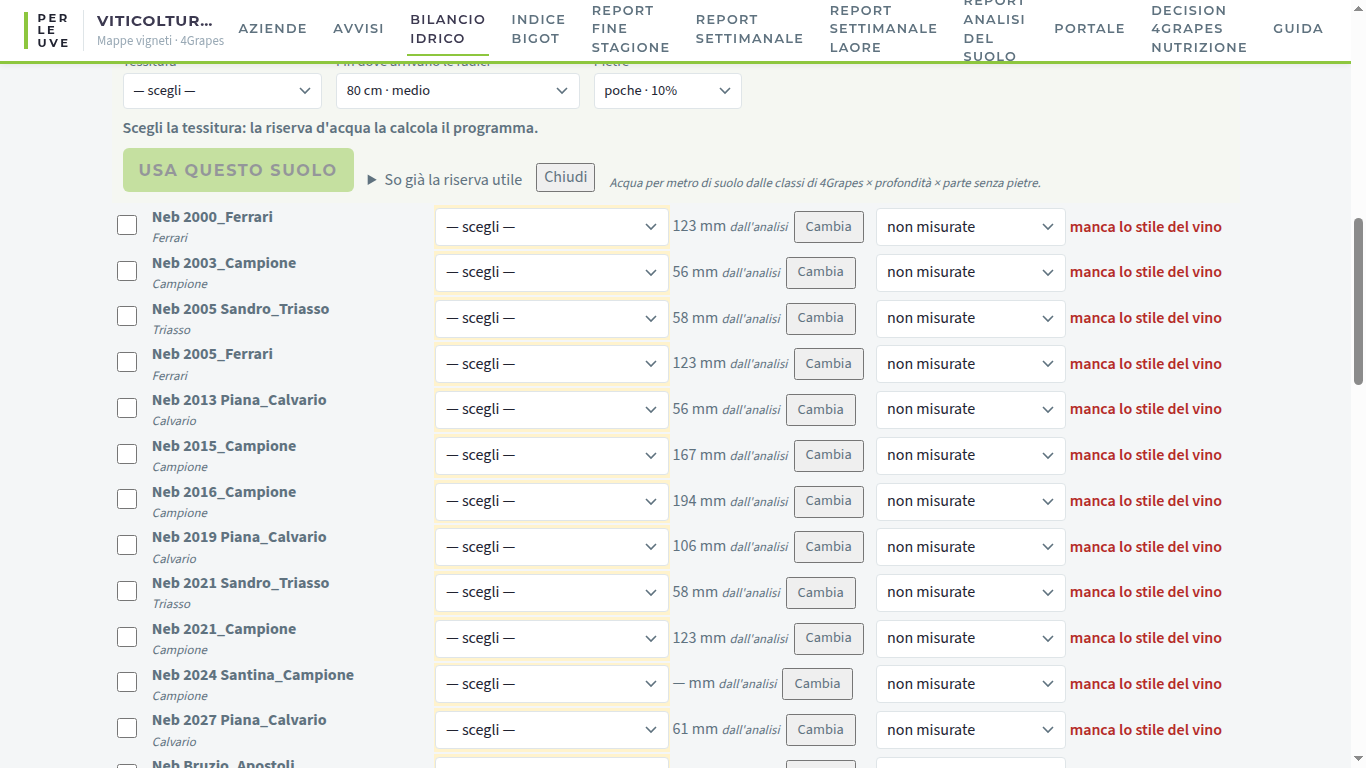 PER
LE
UVE
VITICOLTUR...
Mappe vigneti · 4Grapes
AZIENDE
AVVISI
BILANCIO
IDRICO
INDICE
BIGOT
REPORT
FINE
STAGIONE
REPORT
SETTIMANALE
REPORT
SETTIMANALE
LAORE
REPORT
ANALISI
DEL
SUOLO
PORTALE
DECISION
4GRAPES
NUTRIZIONE
GUIDA
— scegli —
80 cm · medio
poche · 10%
Scegli la tessitura: la riserva d'acqua la calcola il programma.
USA QUESTO SUOLO
▶ So già la riserva utile
Chiudi
Acqua per metro di suolo dalle classi di 4Grapes × profondità × parte senza pietre.
Neb 2000_Ferrari
Ferrari
— scegli —
123 mm dall'analisi
Cambia
non misurate
manca lo stile del vino
Neb 2003_Campione
Campione
— scegli —
56 mm dall'analisi
Cambia
non misurate
manca lo stile del vino
Neb 2005 Sandro_Triasso
Triasso
— scegli —
58 mm dall'analisi
Cambia
non misurate
manca lo stile del vino
Neb 2005_Ferrari
Ferrari
— scegli —
123 mm dall'analisi
Cambia
non misurate
manca lo stile del vino
Neb 2013 Piana_Calvario
Calvario
— scegli —
56 mm dall'analisi
Cambia
non misurate
manca lo stile del vino
Neb 2015_Campione
Campione
— scegli —
167 mm dall'analisi
Cambia
non misurate
manca lo stile del vino
Neb 2016_Campione
Campione
— scegli —
194 mm dall'analisi
Cambia
non misurate
manca lo stile del vino
Neb 2019 Piana_Calvario
Calvario
— scegli —
106 mm dall'analisi
Cambia
non misurate
manca lo stile del vino
Neb 2021 Sandro_Triasso
Triasso
— scegli —
58 mm dall'analisi
Cambia
non misurate
manca lo stile del vino
Neb 2021_Campione
Campione
— scegli —
123 mm dall'analisi
Cambia
non misurate
manca lo stile del vino
Neb 2024 Santina_Campione
Campione
— scegli —
— mm dall'analisi
Cambia
non misurate
manca lo stile del vino
Neb 2027 Piana_Calvario
Calvario
— scegli —
61 mm dall'analisi
Cambia
non misurate
manca lo stile del vino
Neb Bruzio_Apostoli